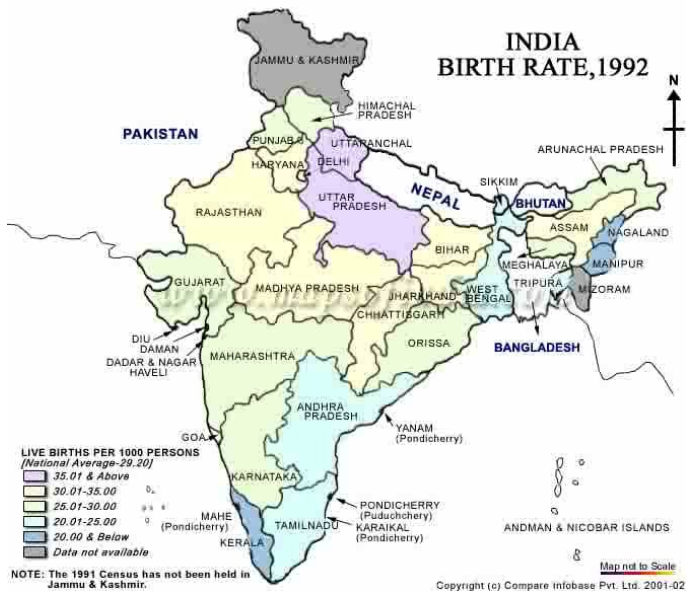 INDIA
BIRTH RATE,1992
N
JAMMU & KASHMIR
HIMACHAL
PRADESH
PAKISTAN
PUNJAB
UTTARANCHAL
HARYANA
DELHI
ARUNACHAL PRADESH
SIKKIM
NEPAL
BHUTAN
UTTAR
PRADESH
RAJASTHAN
ASSAM
NAGALAND
BIHAR
MEGHALAYA
MANIPUR
GUJARAT
MADHYA PRADESH
JHARKHAND
WEST
BENGAL
TRIPURA
MIZORAM
CHHATTISGARH
DIU
DAMAN
DADAR & NAGAR
HAVELI
MAHARASHTRA
ORISSA
BANGLADESH
ANDHRA
PRADESH
YANAM
(Pondicherry)
GOA
KARNATAKA
LIVE BIRTHS PER 1000 PERSONS
[National Average-29.20]
35.01 & Above
30.01-35.00
25.01-30.00
20.01-25.00
20.00 & Below
Data not available
MAHE
(Pondicherry)
KERALA
TAMILNADU
PONDICHERRY
(Puduchchery)
KARAIKAL
(Pondicherry)
ANDMAN & NICOBAR ISLANDS
Map not to Scale
NOTE: The 1991 Census has not been held in
Jammu & Kashmir.
Copyright (c) Compare infobase Pvt. Ltd. 2001-02